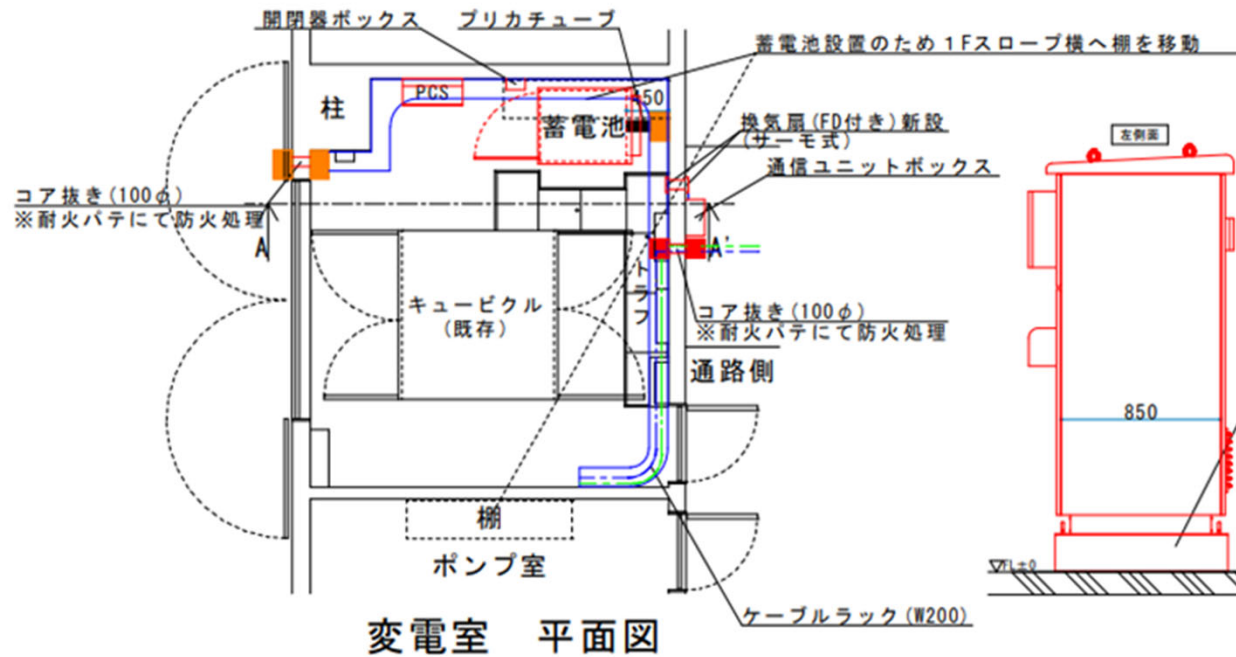 開閉器ボックス
プリカチューブ
蓄電池設置のため1Fスロープ横へ棚を移動
柱
PCS
蓄電池
換気扇(FD付き)新設
(サーモ式)
左側面
通信ユニットボックス
コア抜き(100φ)
※耐火パテにて防火処理
A
A'
トラフ
キュービクル
(既存)
コア抜き(100φ)
※耐火パテにて防火処理
通路側
850
棚
ポンプ室
▽FL±0
ケーブルラック(W200)
変電室 平面図